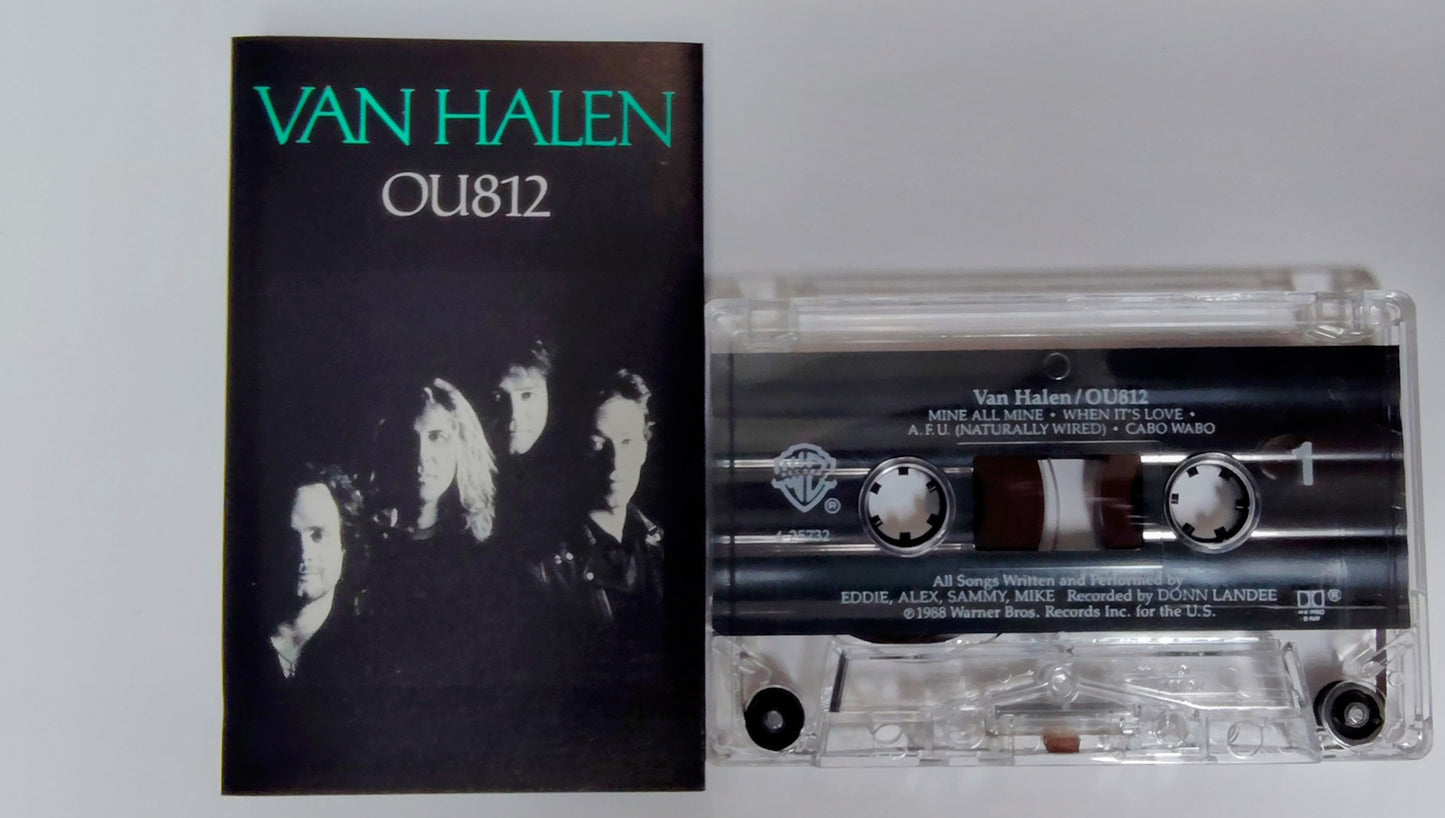 VAN HALEN
OU812
Van Halen/OU812
MINE ALL MINE • WHEN IT'S LOVE •
A.F.U. (NATURALLY WIRED) • CABO WABO
1
®
4-25732
All Songs Written and Performed by
EDDIE, ALEX, SAMMY, MIKE Recorded by DONN LANDEE
℗1988 Warner Bros. Records Inc. for the U.S.
®